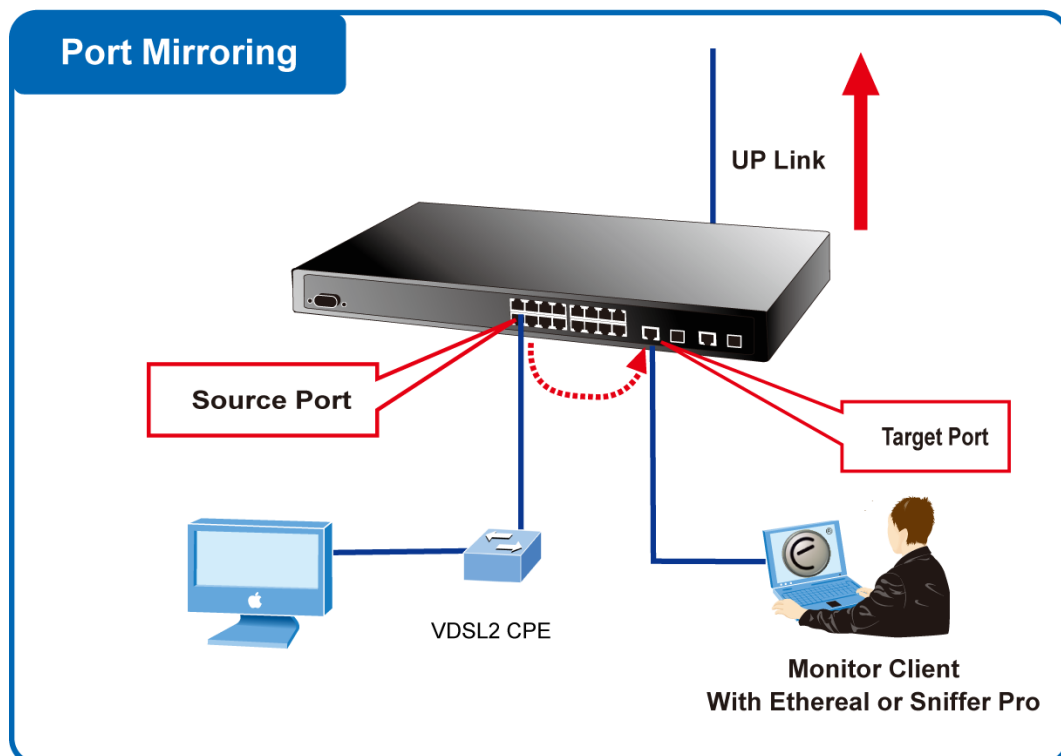 Port Mirroring
UP Link
Source Port
Target Port
VDSL2 CPE
Monitor Client
With Ethereal or Sniffer Pro